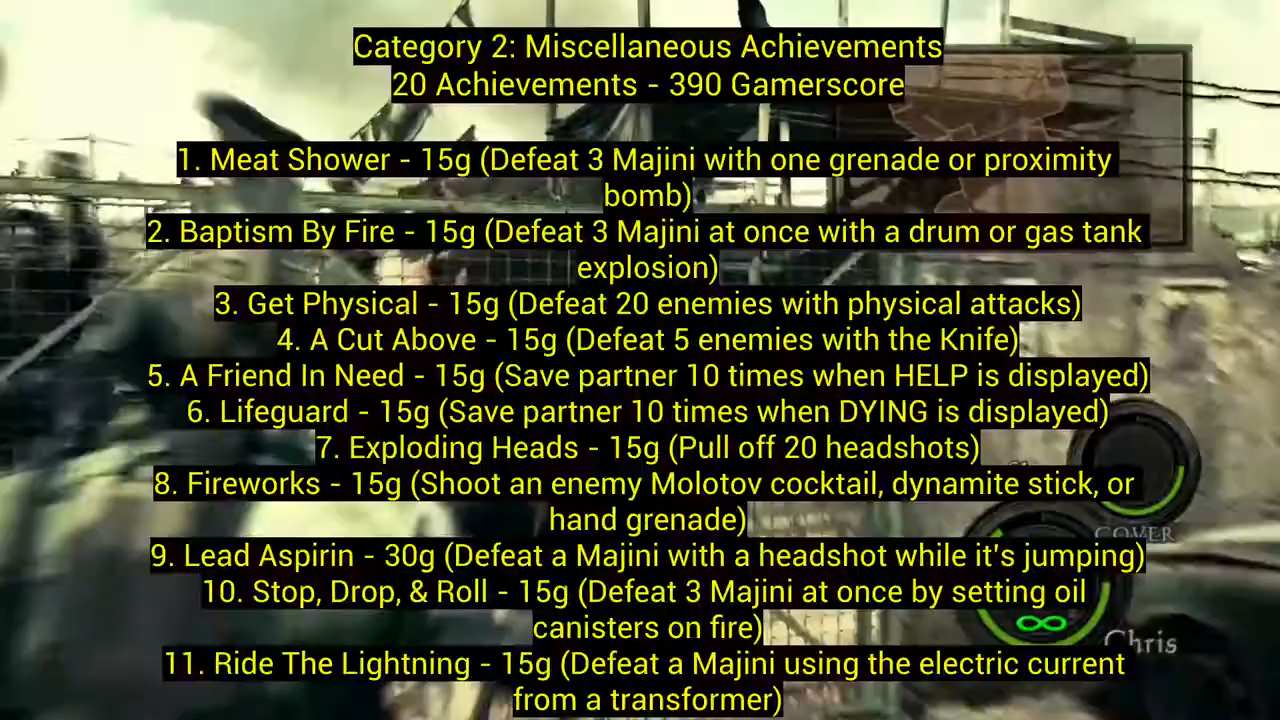 Category 2: Miscellaneous Achievements
20 Achievements - 390 Gamerscore
1. Meat Shower - 15g (Defeat 3 Majini with one grenade or proximity
bomb)
2. Baptism By Fire - 15g (Defeat 3 Majini at once with a drum or gas tank
explosion)
3. Get Physical - 15g (Defeat 20 enemies with physical attacks)
4. A Cut Above - 15g (Defeat 5 enemies with the Knife)
5. A Friend In Need - 15g (Save partner 10 times when HELP is displayed)
6. Lifeguard - 15g (Save partner 10 times when DYING is displayed)
7. Exploding Heads - 15g (Pull off 20 headshots)
8. Fireworks - 15g (Shoot an enemy Molotov cocktail, dynamite stick, or
hand grenade)
COVER
9. Lead Aspirin - 30g (Defeat a Majini with a headshot while it's jumping)
10. Stop, Drop, & Roll - 15g (Defeat 3 Majini at once by setting oil
canisters on fire)
∞
Chris
11. Ride The Lightning - 15g (Defeat a Majini using the electric current
from a transformer)